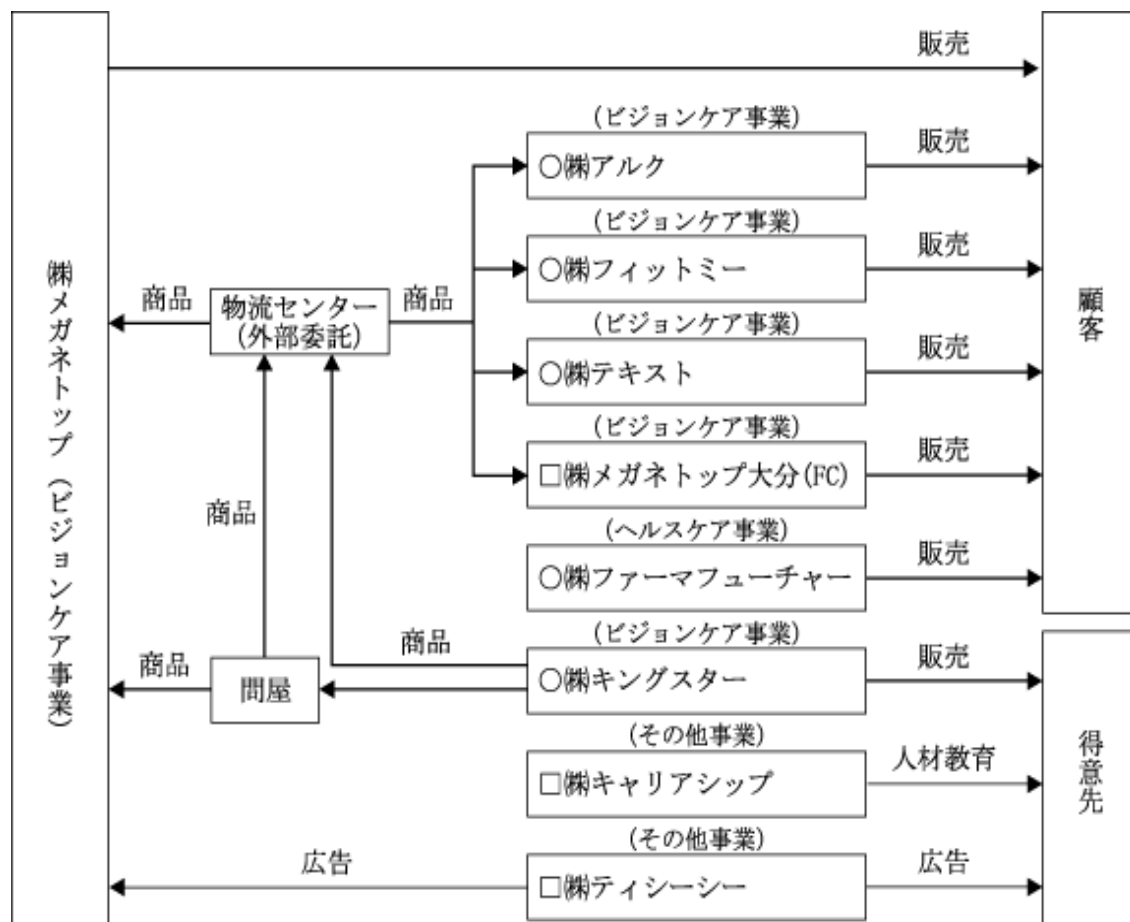 販売
(ビジョンケア事業)
○㈱アルク
販売
(ビジョンケア事業)
○㈱フィットミー
販売
㈱メガネトップ（ビジョンケア事業）
商品
物流センター
(外部委託)
商品
顧客
(ビジョンケア事業)
○㈱テキスト
販売
(ビジョンケア事業)
□㈱メガネトップ大分(FC)
販売
商品
(ヘルスケア事業)
○㈱ファーマフューチャー
販売
商品
問屋
商品
(ビジョンケア事業)
○㈱キングスター
販売
(その他事業)
□㈱キャリアシップ
人材教育
得意先
(その他事業)
広告
□㈱ティシーシー
広告